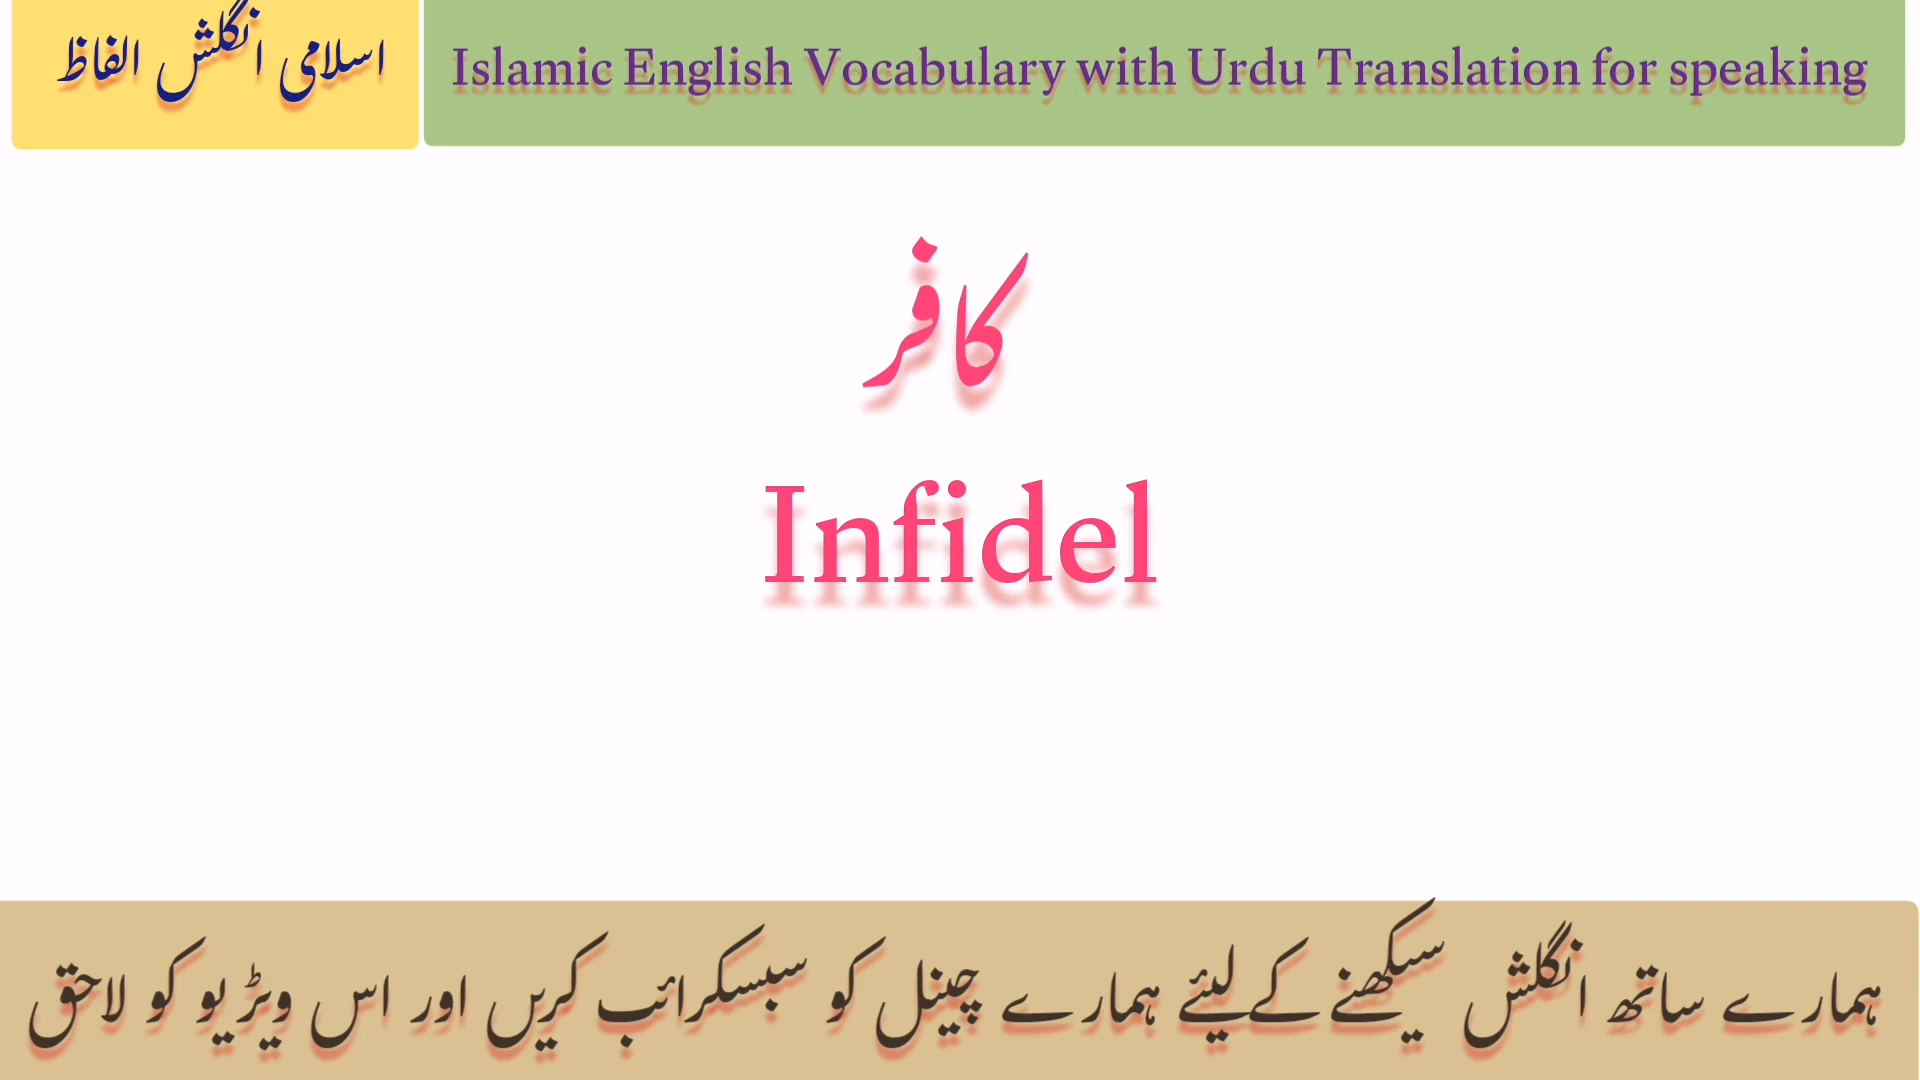 اسلامی انگلش الفاظ
Islamic English Vocabulary with Urdu Translation for speaking
کافر
Infidel
ہمارے ساتھ انگلش سیکھنے کے لیئے ہمارے چینل کو سبسکرائب کریں اور اس ویڑیو کو لاحق